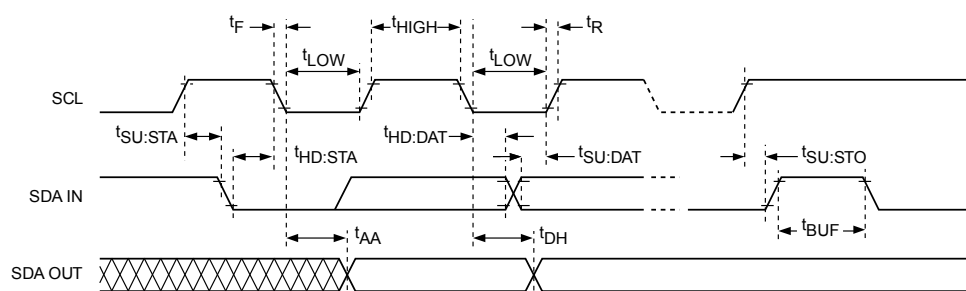 tF
tHIGH
tR
tLOW
tLOW
SCL
tSU:STA
tHD:STA
tHD:DAT
tSU:DAT
tSU:STO
SDA IN
tBUF
tAA
tDH
SDA OUT